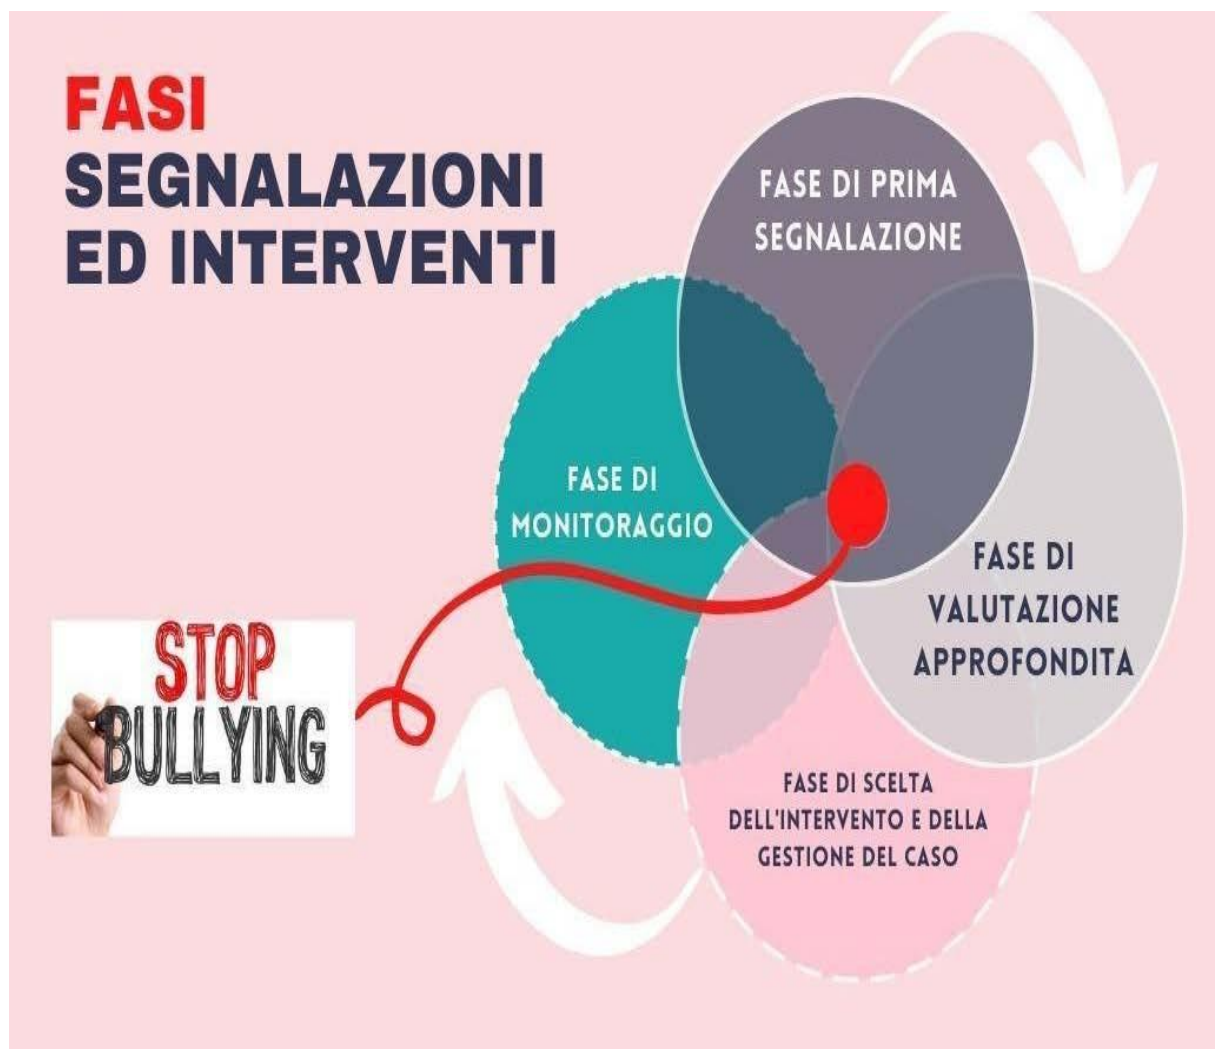 FASI
SEGNALAZIONI
ED INTERVENTI
FASE DI PRIMA
SEGNALAZIONE
FASE DI
MONITORAGGIO
FASE DI
VALUTAZIONE
APPROFONDITA
STOP
BULLYING
FASE DI SCELTA
DELL'INTERVENTO E DELLA
GESTIONE DEL CASO